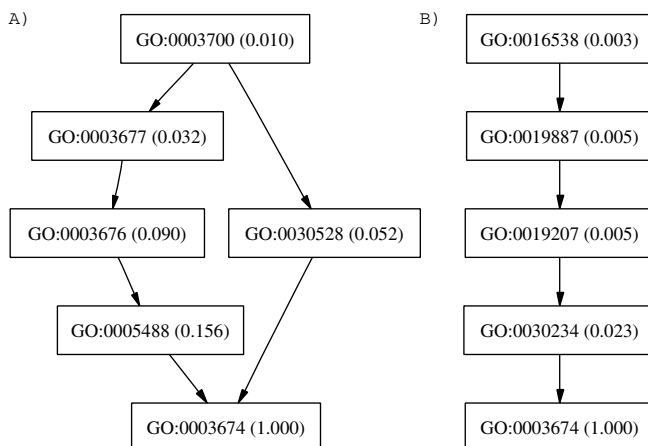 A)
GO:0003700 (0.010)
GO:0003677 (0.032)
GO:0003676 (0.090)
GO:0030528 (0.052)
GO:0005488 (0.156)
GO:0003674 (1.000)
B)
GO:0016538 (0.003)
GO:0019887 (0.005)
GO:0019207 (0.005)
GO:0030234 (0.023)
GO:0003674 (1.000)